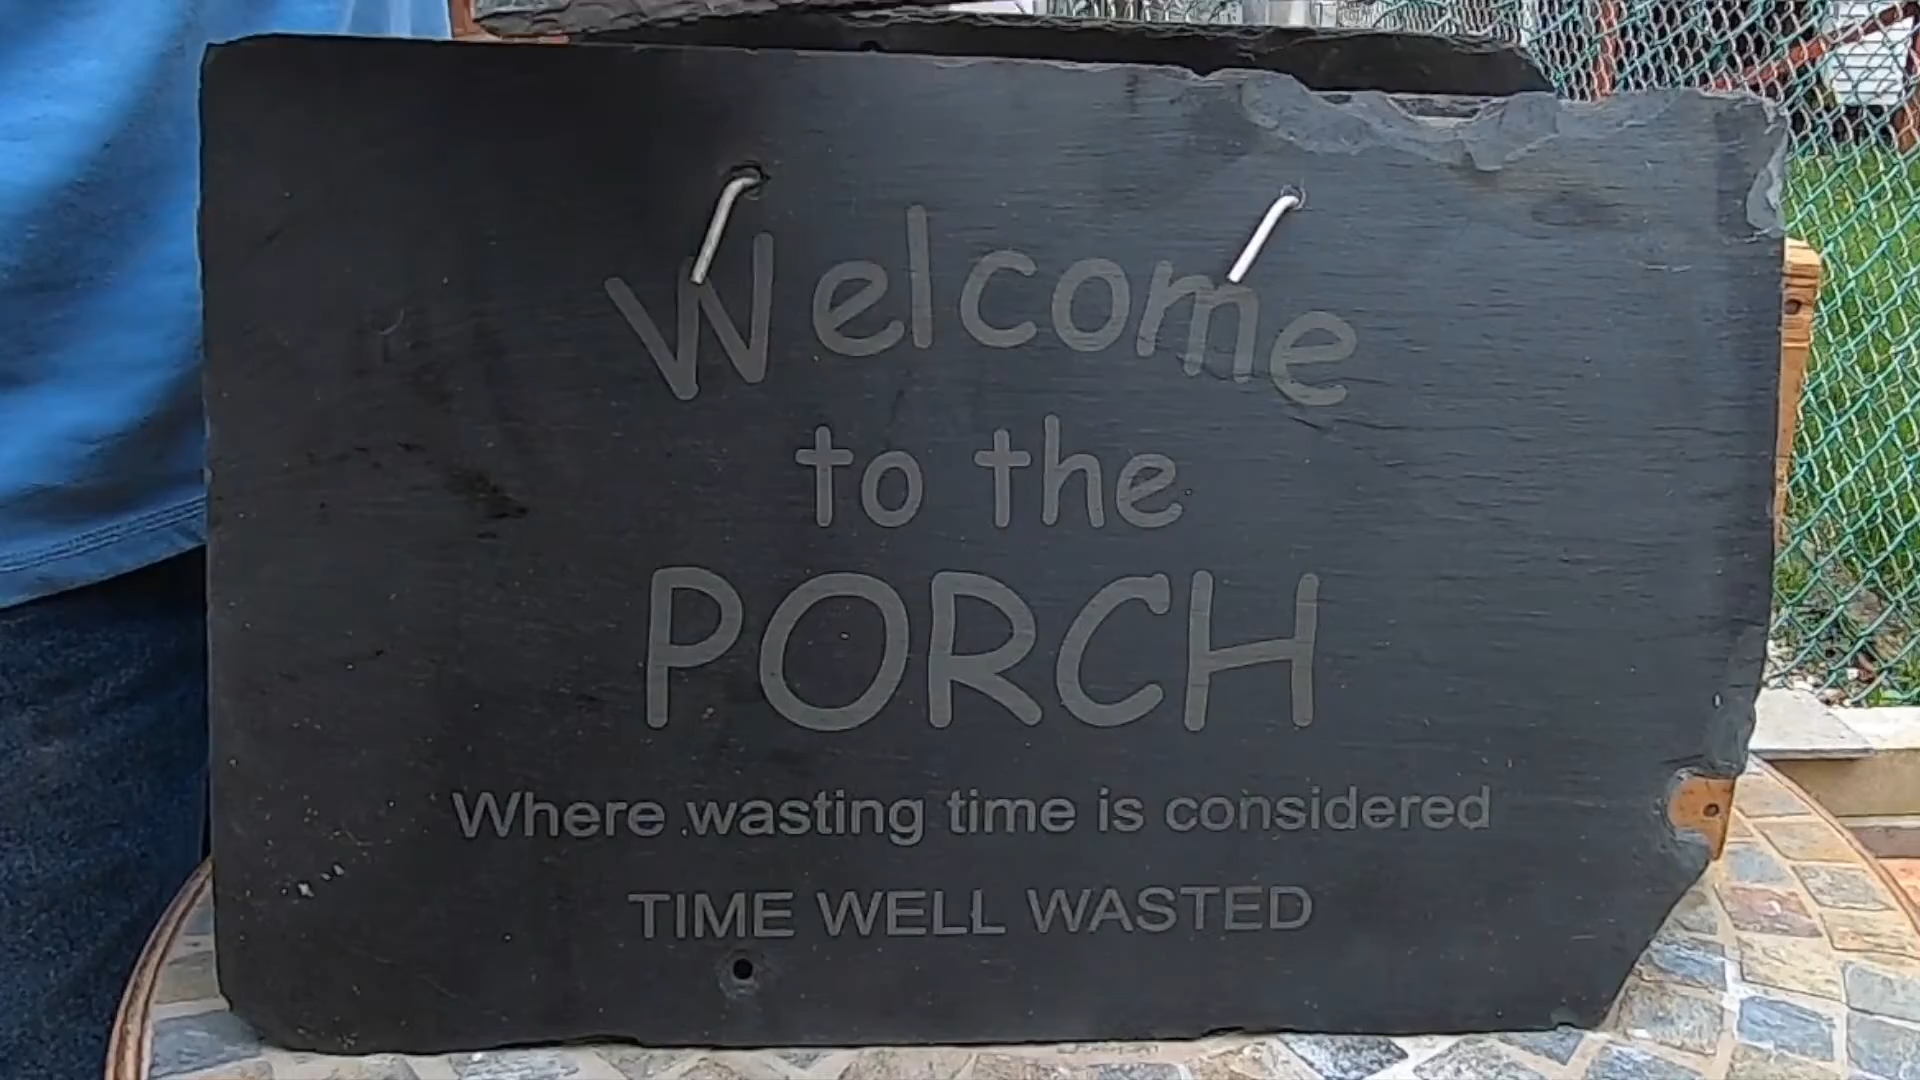 Welcome
to the
PORCH
Where wasting time is considered
TIME WELL WASTED